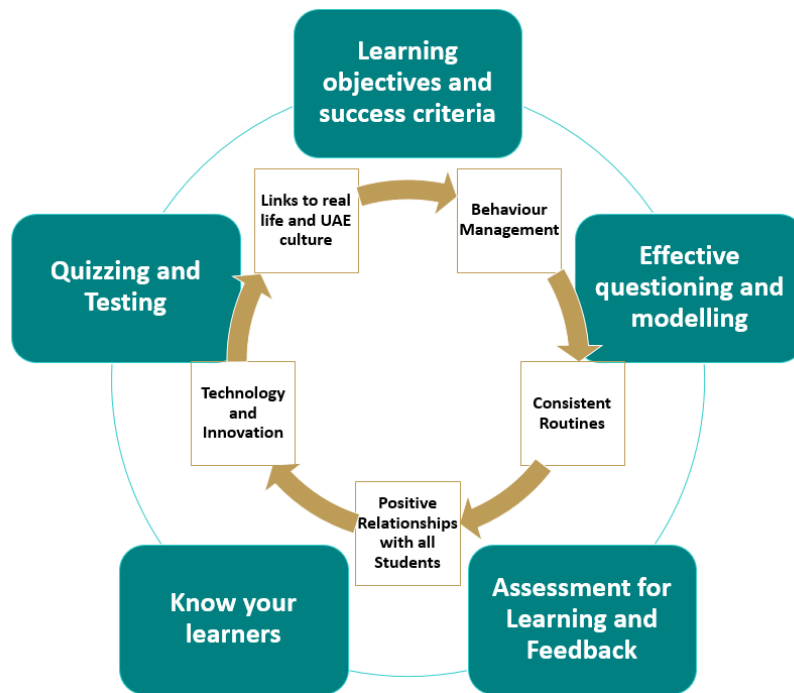 Learning
objectives and
success criteria
Links to real
life and UAE
culture
Behaviour
Management
Quizzing and
Testing
Effective
questioning and
modelling
Technology
and
Innovation
Consistent
Routines
Positive
Relationships
with all
Students
Know your
learners
Assessment for
Learning and
Feedback